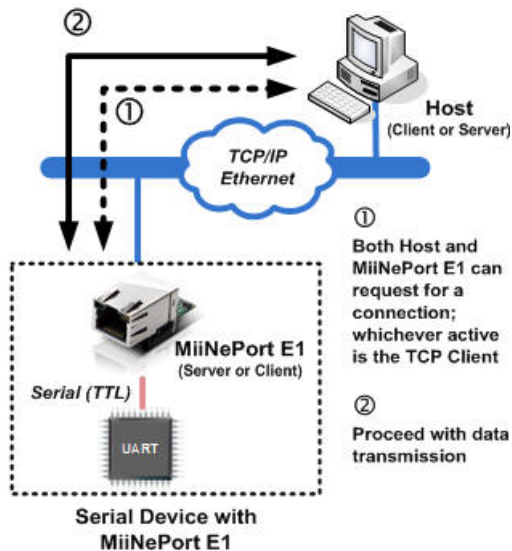 ②
①
Host
(Client or Server)
TCP/IP
Ethernet
①
Both Host and
MiiNePort E1 can
request for a
connection;
whichever active
is the TCP Client
MiiNePort E1
(Server or Client)
Serial (TTL)
UART
②
Proceed with data
transmission
Serial Device with
MiiNePort E1